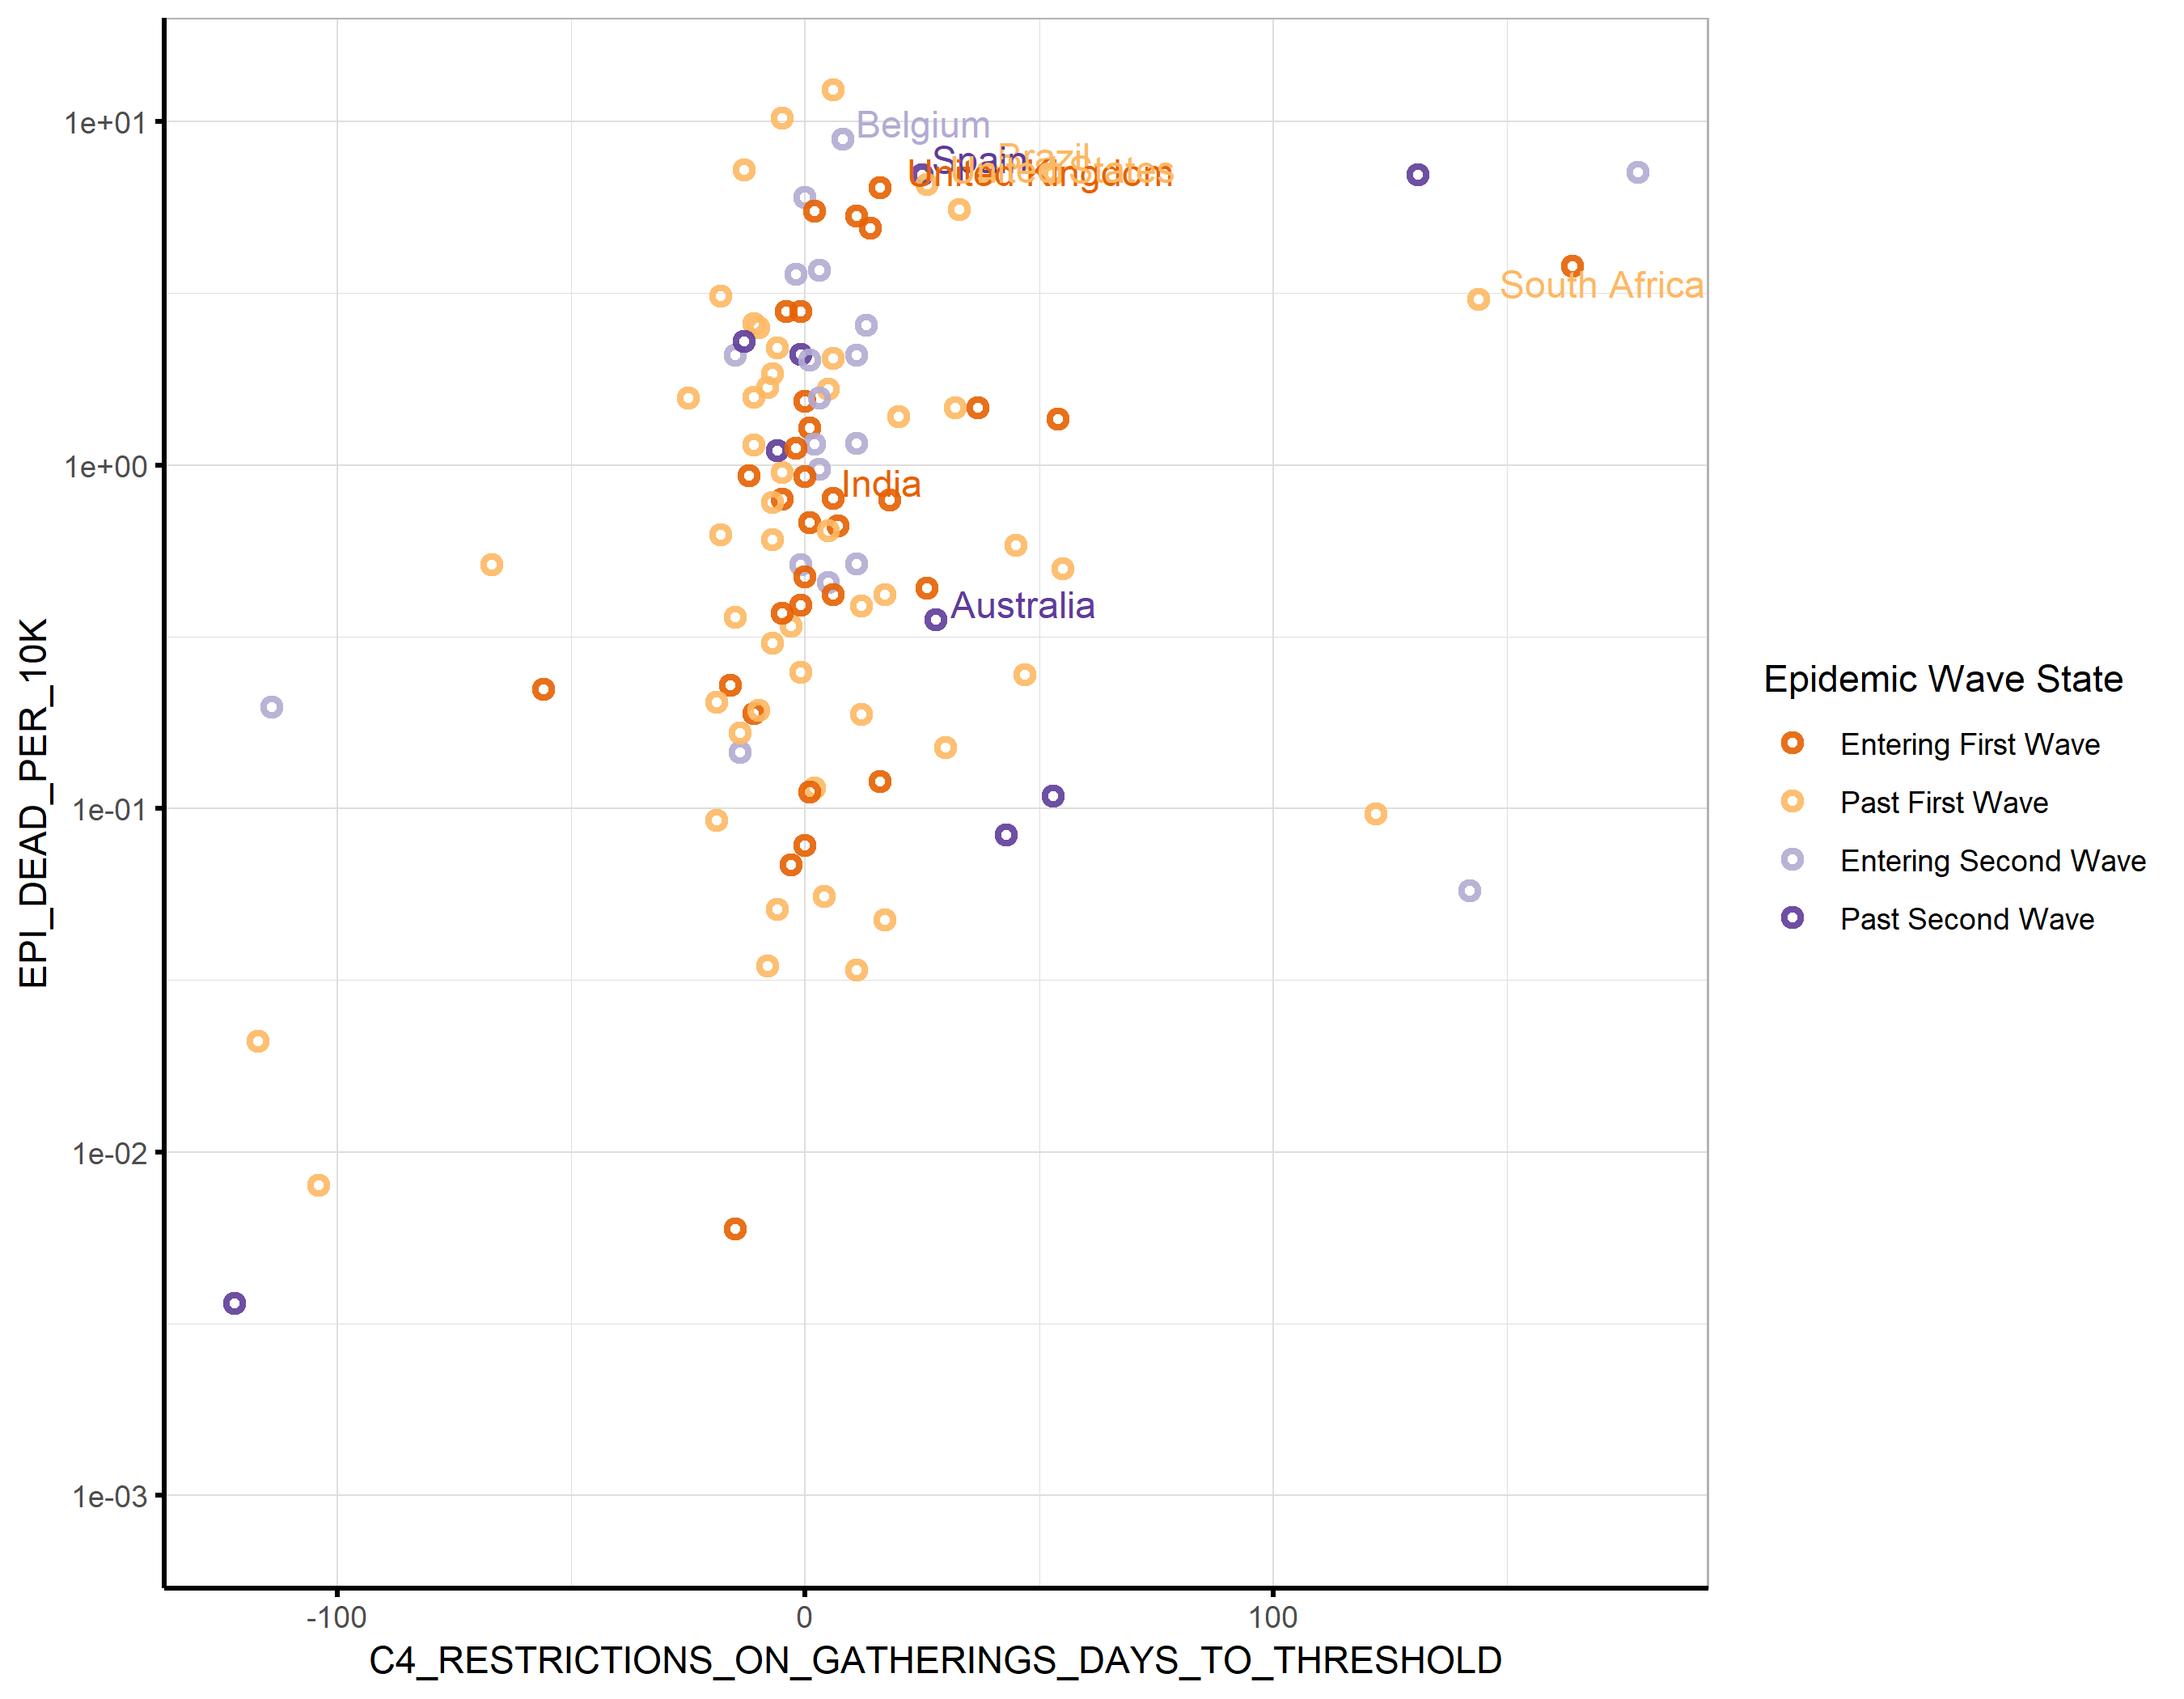 1e+01
1e+00
1e-01
1e-02
1e-03
EPI_DEAD_PER_10K
Belgium
Spain
Brazil
United States
United Kingdom
South Africa
India
Australia
-100
0
100
C4_RESTRICTIONS_ON_GATHERINGS_DAYS_TO_THRESHOLD
Epidemic Wave State
Entering First Wave
Past First Wave
Entering Second Wave
Past Second Wave